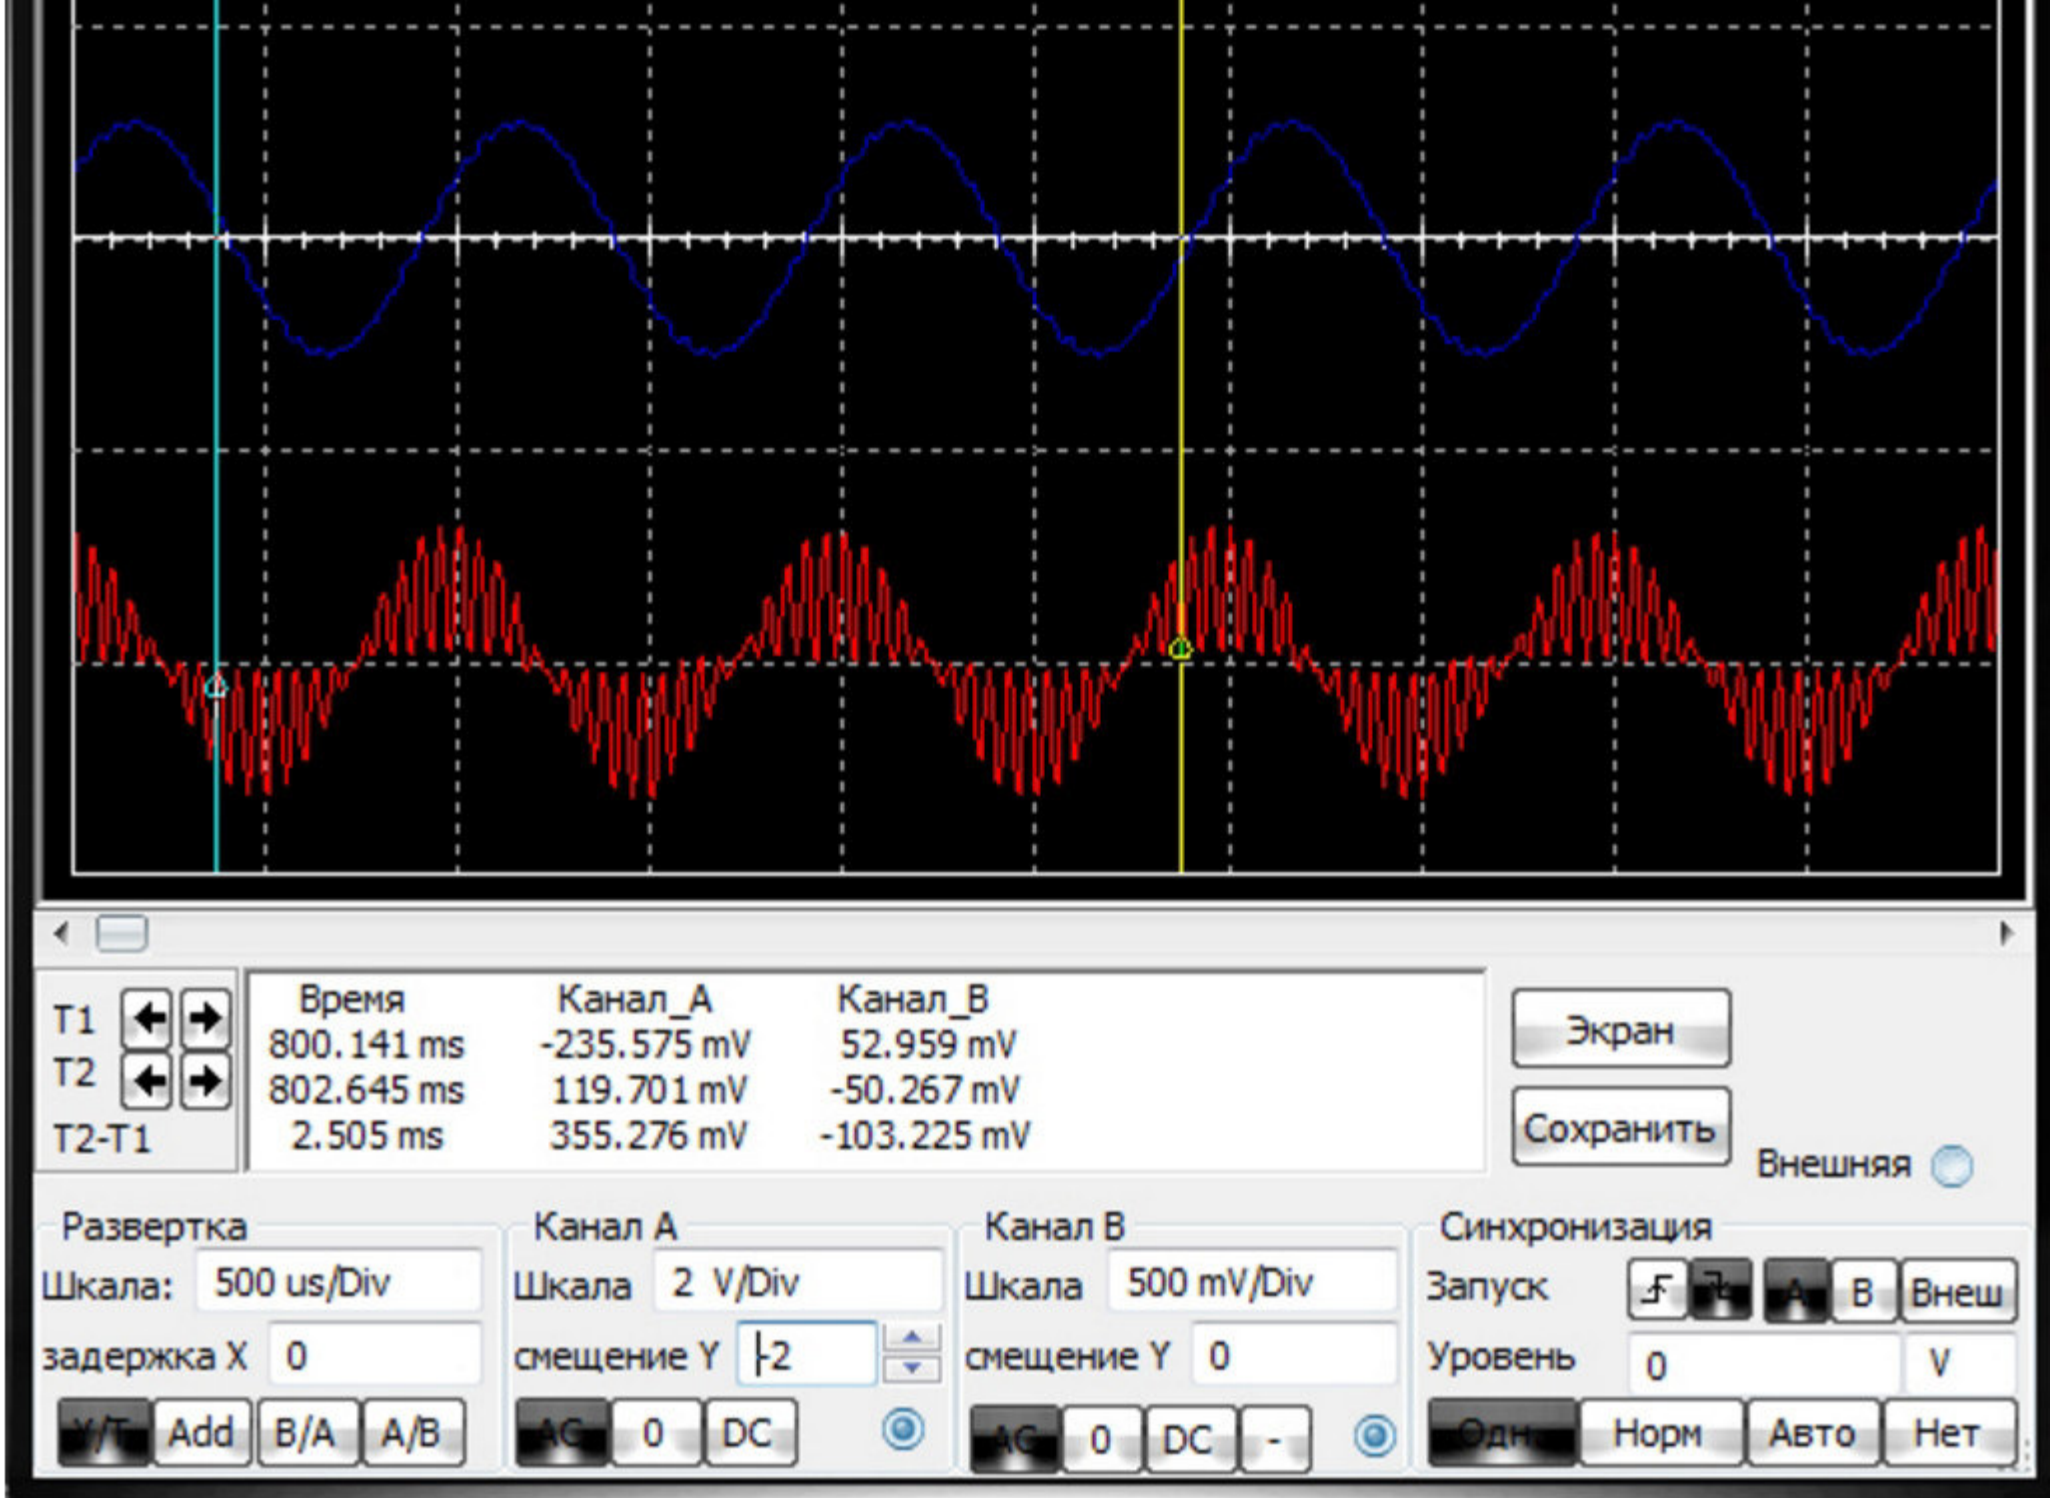 Время Канал_А Канал_В
T1 800.141 ms -235.575 mV 52.959 mV
T2 802.645 ms 119.701 mV -50.267 mV
T2-T1 2.505 ms 355.276 mV -103.225 mV
Экран
Сохранить
Внешняя
Развертка
Шкала: 500 us/Div
задержка X 0
Y/T Add B/A A/B
Канал А
Шкала 2 V/Div
смещение Y -2
AC 0 DC
Канал В
Шкала 500 mV/Div
смещение Y 0
AC 0 DC -
Синхронизация
Запуск A B Внеш
Уровень 0 V
Одн. Норм Авто Нет